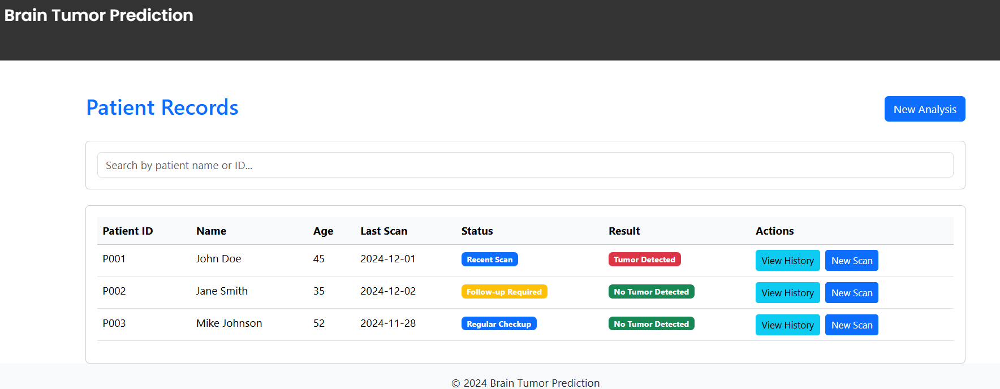 Brain Tumor Prediction
Patient Records
New Analysis
Search by patient name or ID...
Patient ID Name Age Last Scan Status Result Actions
P001 John Doe 45 2024-12-01 Recent Scan Tumor Detected View History New Scan
P002 Jane Smith 35 2024-12-02 Follow-up Required No Tumor Detected View History New Scan
P003 Mike Johnson 52 2024-11-28 Regular Checkup No Tumor Detected View History New Scan
© 2024 Brain Tumor Prediction